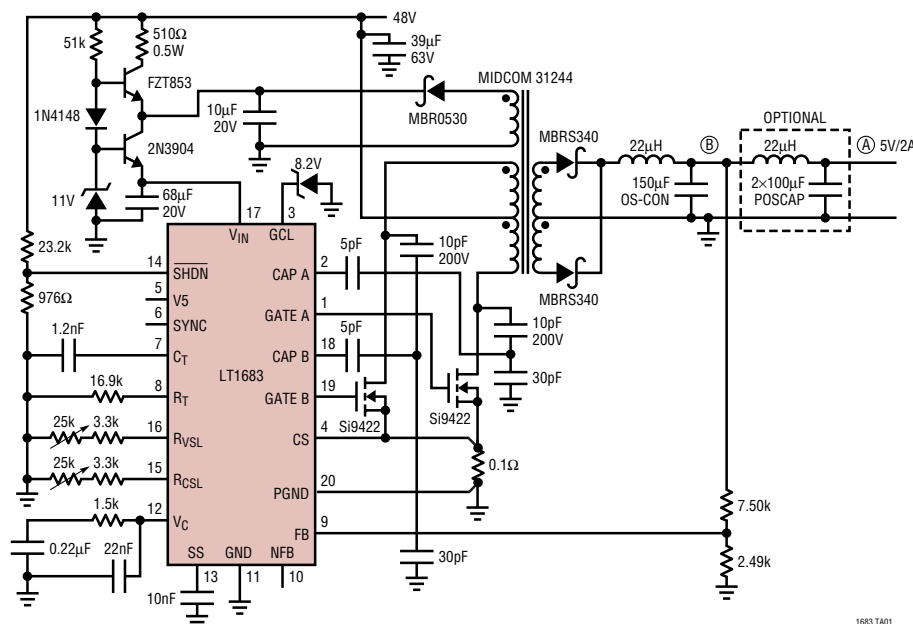 48V
51k
510Ω
0.5W
39µF
63V
FZT853
MIDCOM 31244
1N4148
10µF
20V
MBR0530
2N3904
MBRS340
OPTIONAL
22µH
B
22µH
A 5V/2A
11V
68µF
20V
8.2V
150µF
OS-CON
2×100µF
POSCAP
17
3
VIN
GCL
23.2k
5pF
10pF
200V
14
SHDN
CAP A
2
MBRS340
976Ω
5
V5
GATE A
1
6
SYNC
5pF
10pF
200V
1.2nF
7
CT
CAP B
18
LT1683
30pF
16.9k
8
RT
GATE B
19
Si9422
Si9422
25k
3.3k
16
RVSL
CS
4
0.1Ω
25k
3.3k
15
RCSL
PGND
20
1.5k
12
VC
FB
9
7.50k
0.22µF
22nF
SS
GND
NFB
30pF
2.49k
13
11
10
10nF
1683 TA01